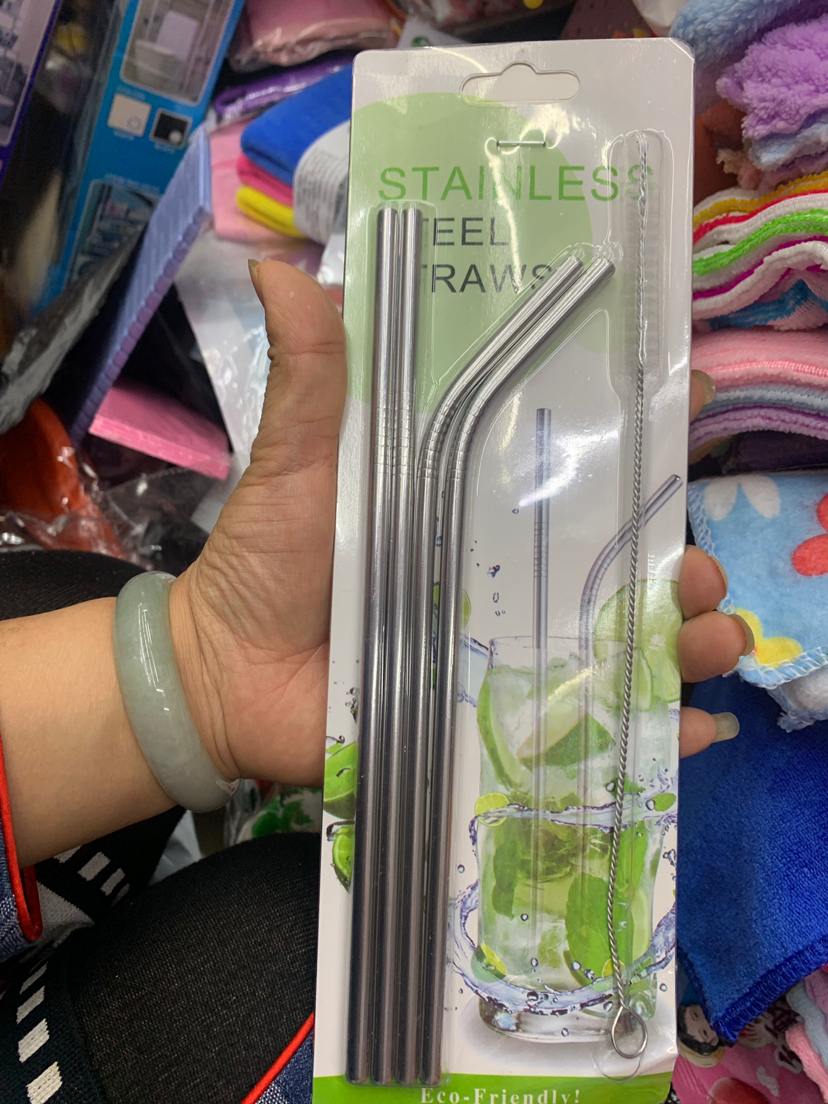 STAINLESS
TEEL
TRAWS
Eco-Friendly!